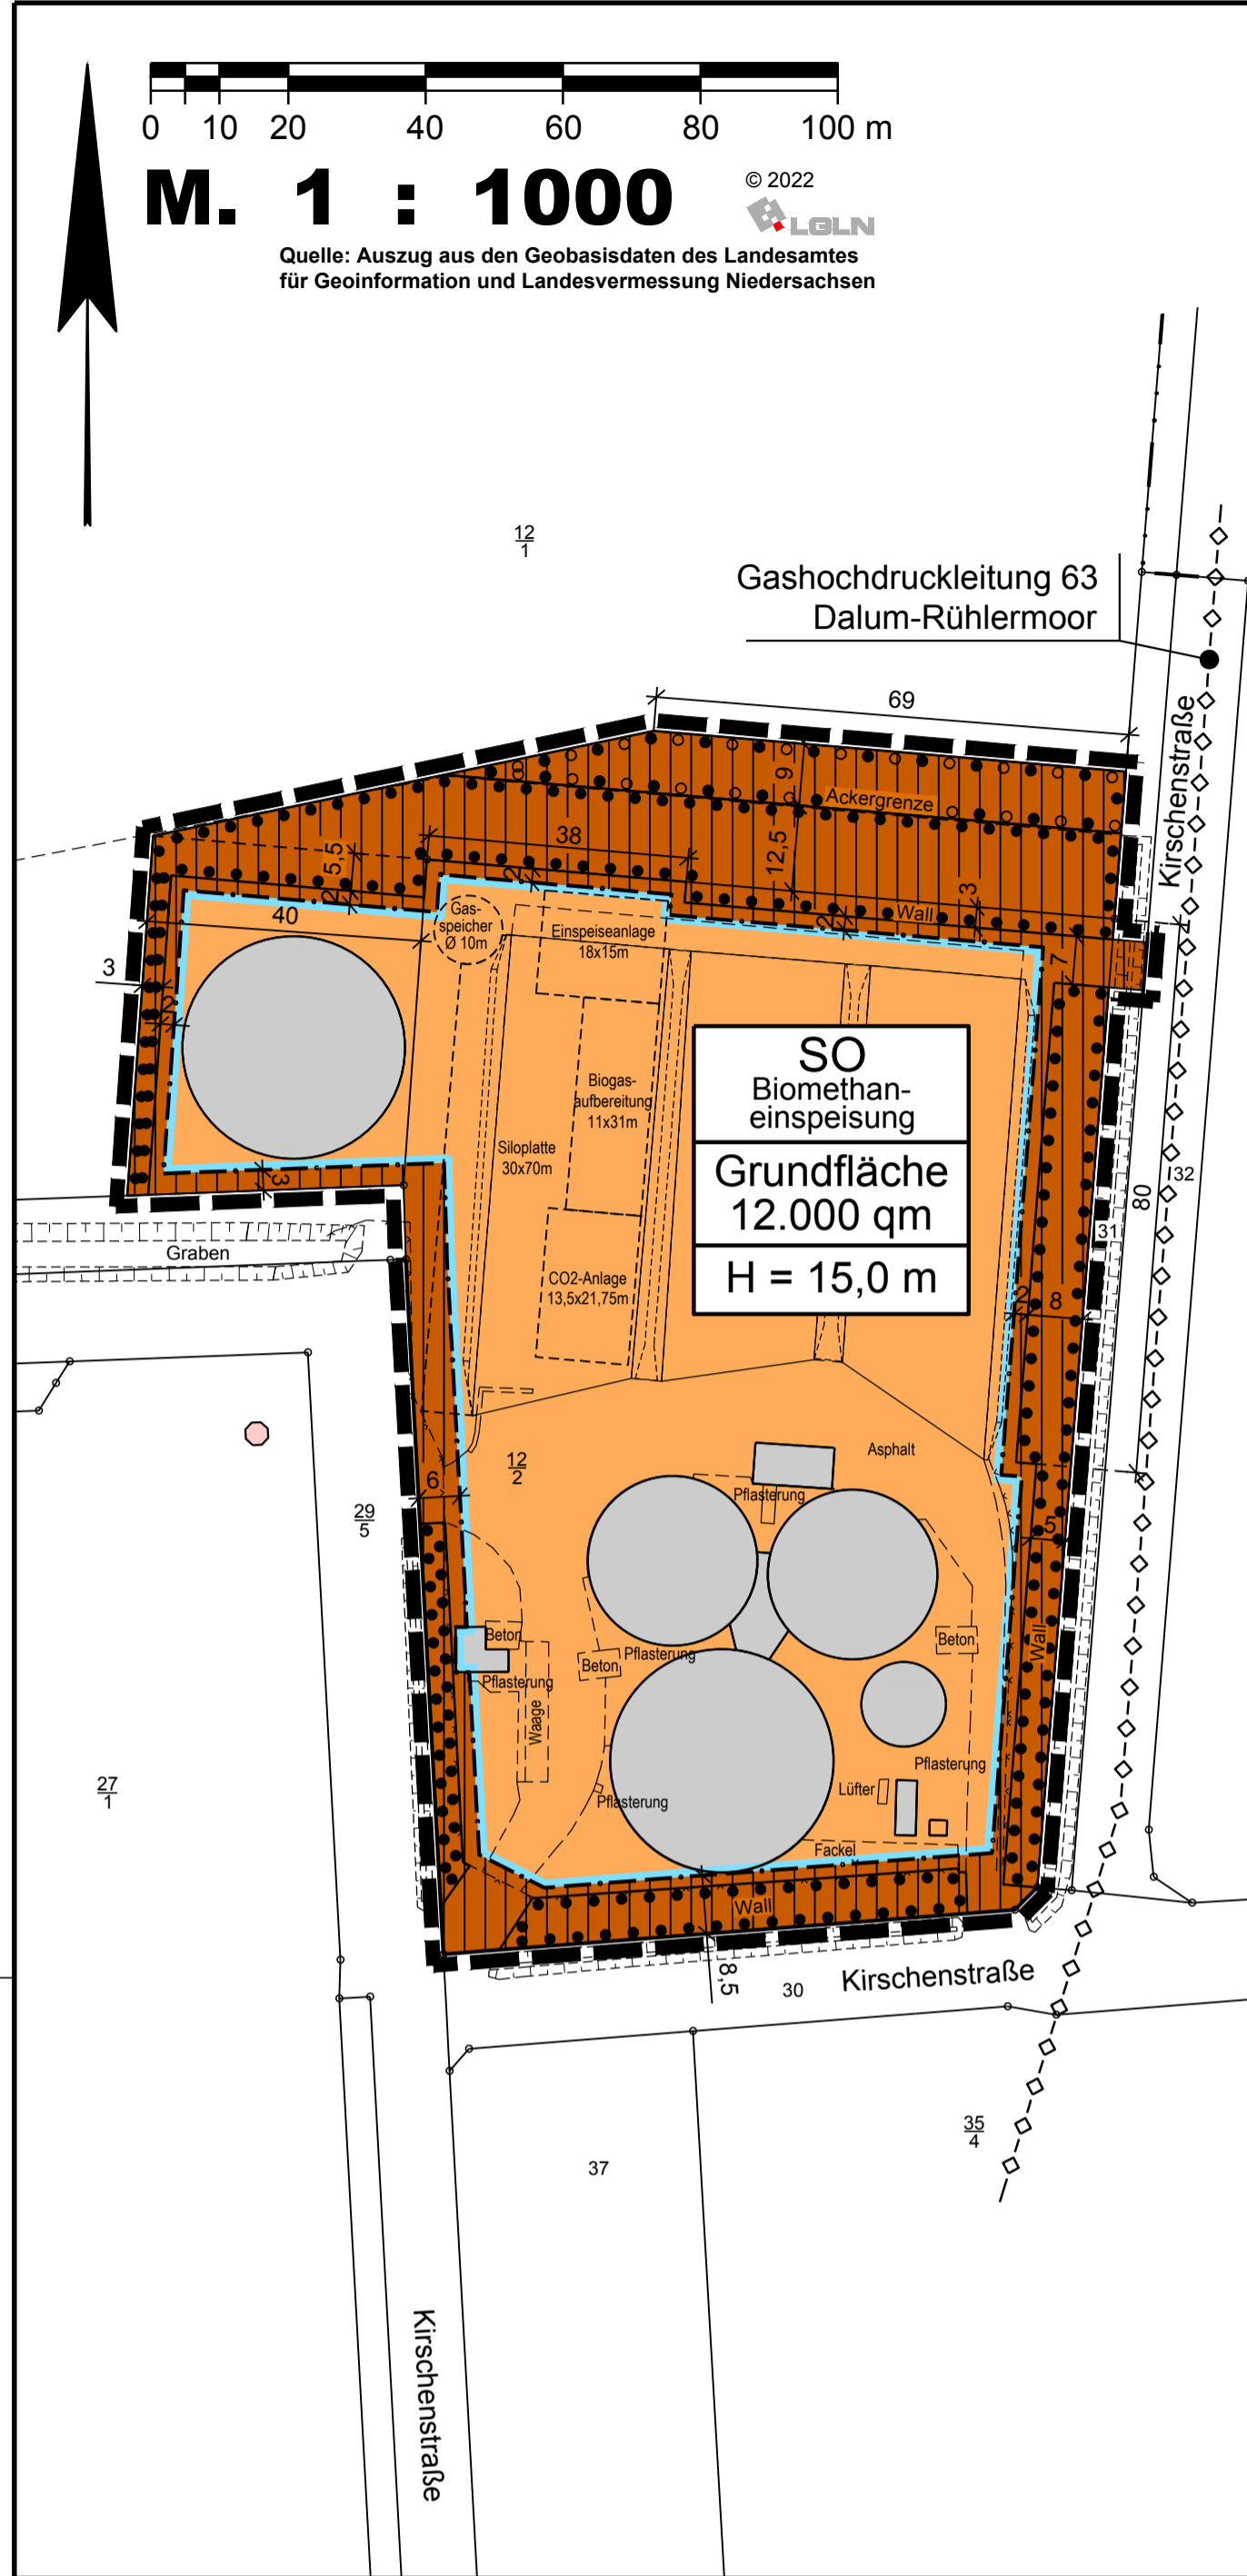 0 10 20 40 60 80 100 m
M. 1 : 1000
© 2022
LGLN
Quelle: Auszug aus den Geobasisdaten des Landesamtes
für Geoinformation und Landesvermessung Niedersachsen
12
1
Gashochdruckleitung 63
Dalum-Rühlermoor
69
Kirschenstraße
9
Ackergrenze
38
5,5
12,5
2
2
3
Wall
2
40
Gas-
speicher
Ø 10m
Einspeiseanlage
18x15m
7
3
2
SO
Biomethan-
einspeisung
Grundfläche
12.000 qm
H = 15,0 m
Biogas-
aufbereitung
11x31m
Siloplatte
30x70m
3
32
80
31
Graben
CO2-Anlage
13,5x21,75m
2
8
Asphalt
12
2
6
Pflasterung
29
5
5
Beton
Beton
Pflasterung
Beton
Wall
Pflasterung
Waage
Pflasterung
27
1
Lüfter
Pflasterung
Fackel
Wall
8,5
30
Kirschenstraße
35
4
37
Kirschenstraße